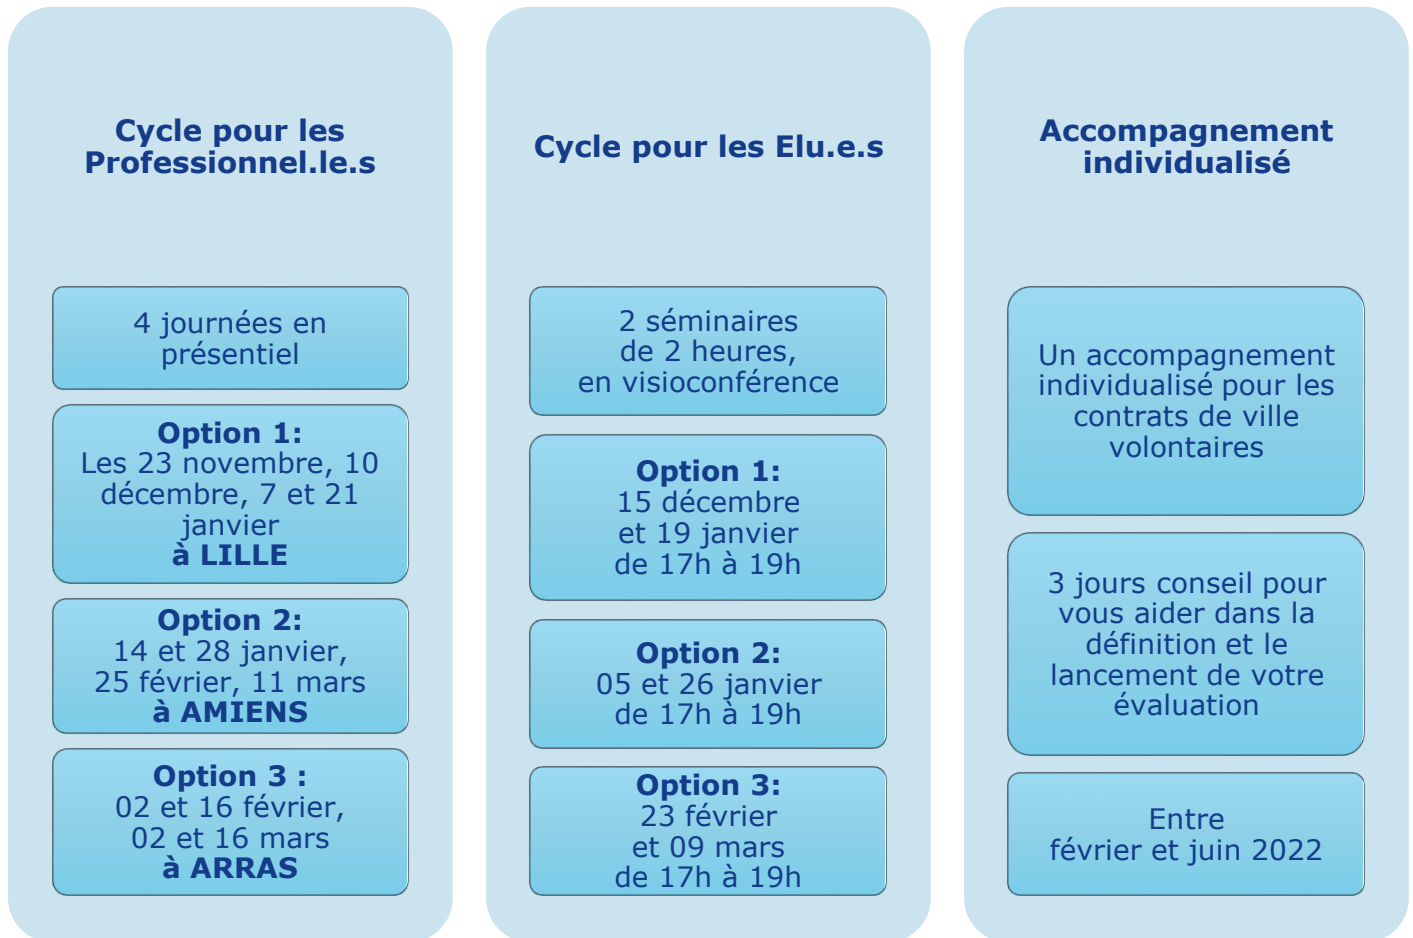 Cycle pour les
Professionnel.le.s
4 journées en
présentiel
Option 1:
Les 23 novembre, 10
décembre, 7 et 21
janvier
à LILLE
Option 2:
14 et 28 janvier,
25 février, 11 mars
à AMIENS
Option 3 :
02 et 16 février,
02 et 16 mars
à ARRAS
Cycle pour les Elu.e.s
2 séminaires
de 2 heures,
en visioconférence
Option 1:
15 décembre
et 19 janvier
de 17h à 19h
Option 2:
05 et 26 janvier
de 17h à 19h
Option 3:
23 février
et 09 mars
de 17h à 19h
Accompagnement
individualisé
Un accompagnement
individualisé pour les
contrats de ville
volontaires
3 jours conseil pour
vous aider dans la
définition et le
lancement de votre
évaluation
Entre
février et juin 2022